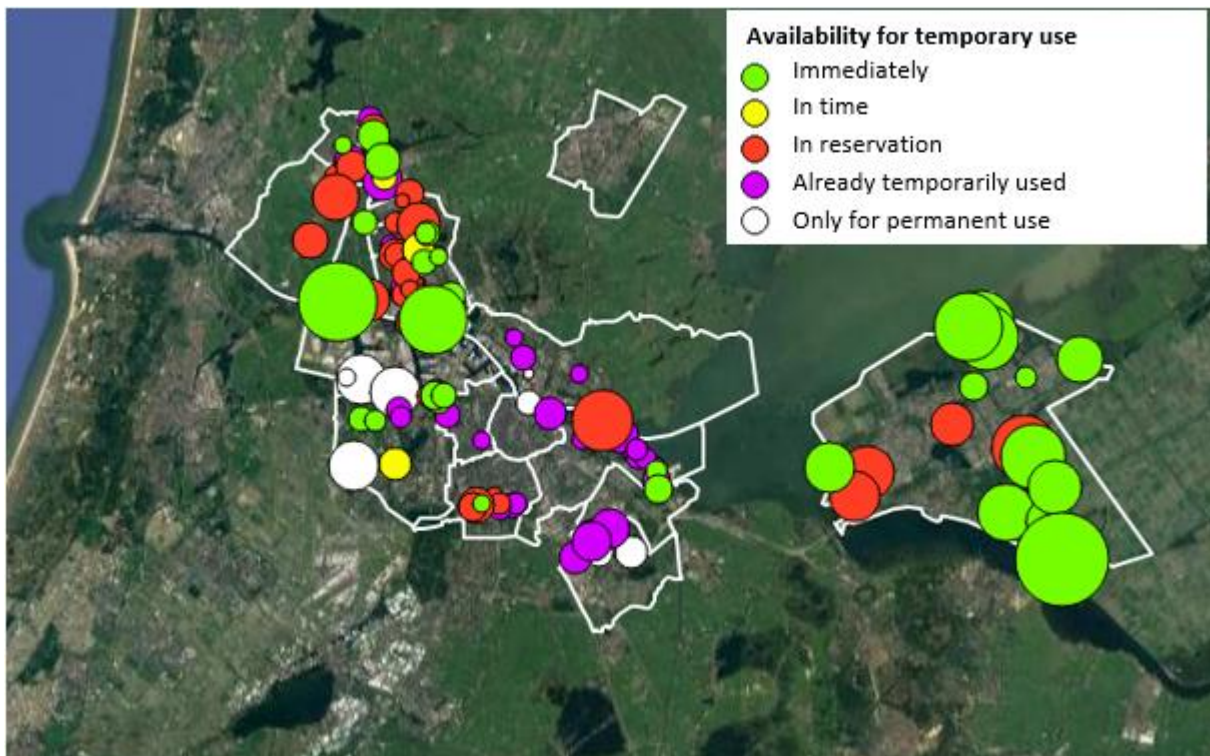 Availability for temporary use
Immediately
In time
In reservation
Already temporarily used
Only for permanent use